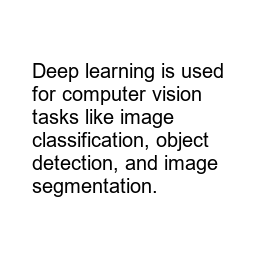 Deep learning is used
for computer vision
tasks like image
classification, object
detection, and image
segmentation.